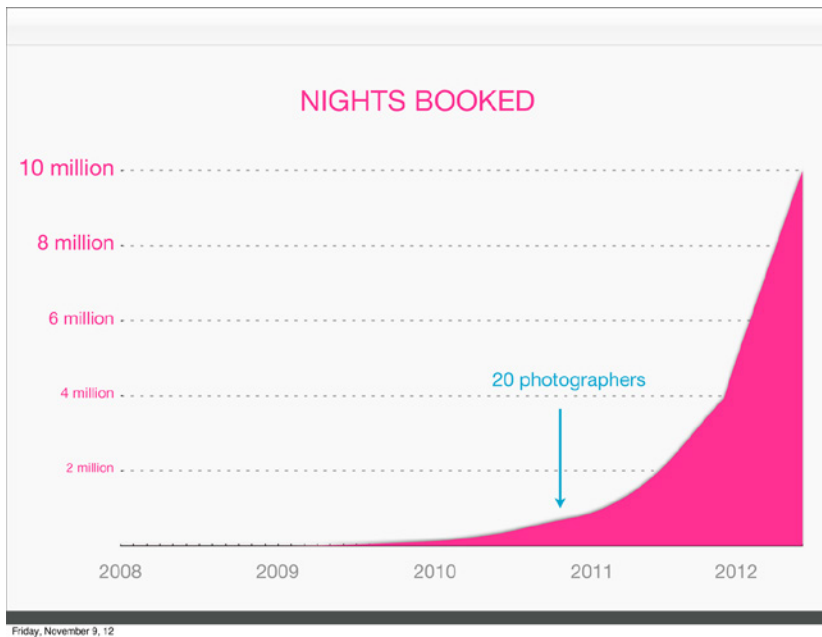 NIGHTS BOOKED
10 million
8 million
6 million
20 photographers
4 million
2 million
2008 2009 2010 2011 2012
Friday, November 9, 12